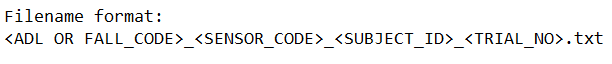 Filename format:
<ADL OR FALL_CODE>_<SENSOR_CODE>_<SUBJECT_ID>_<TRIAL_NO>.txt